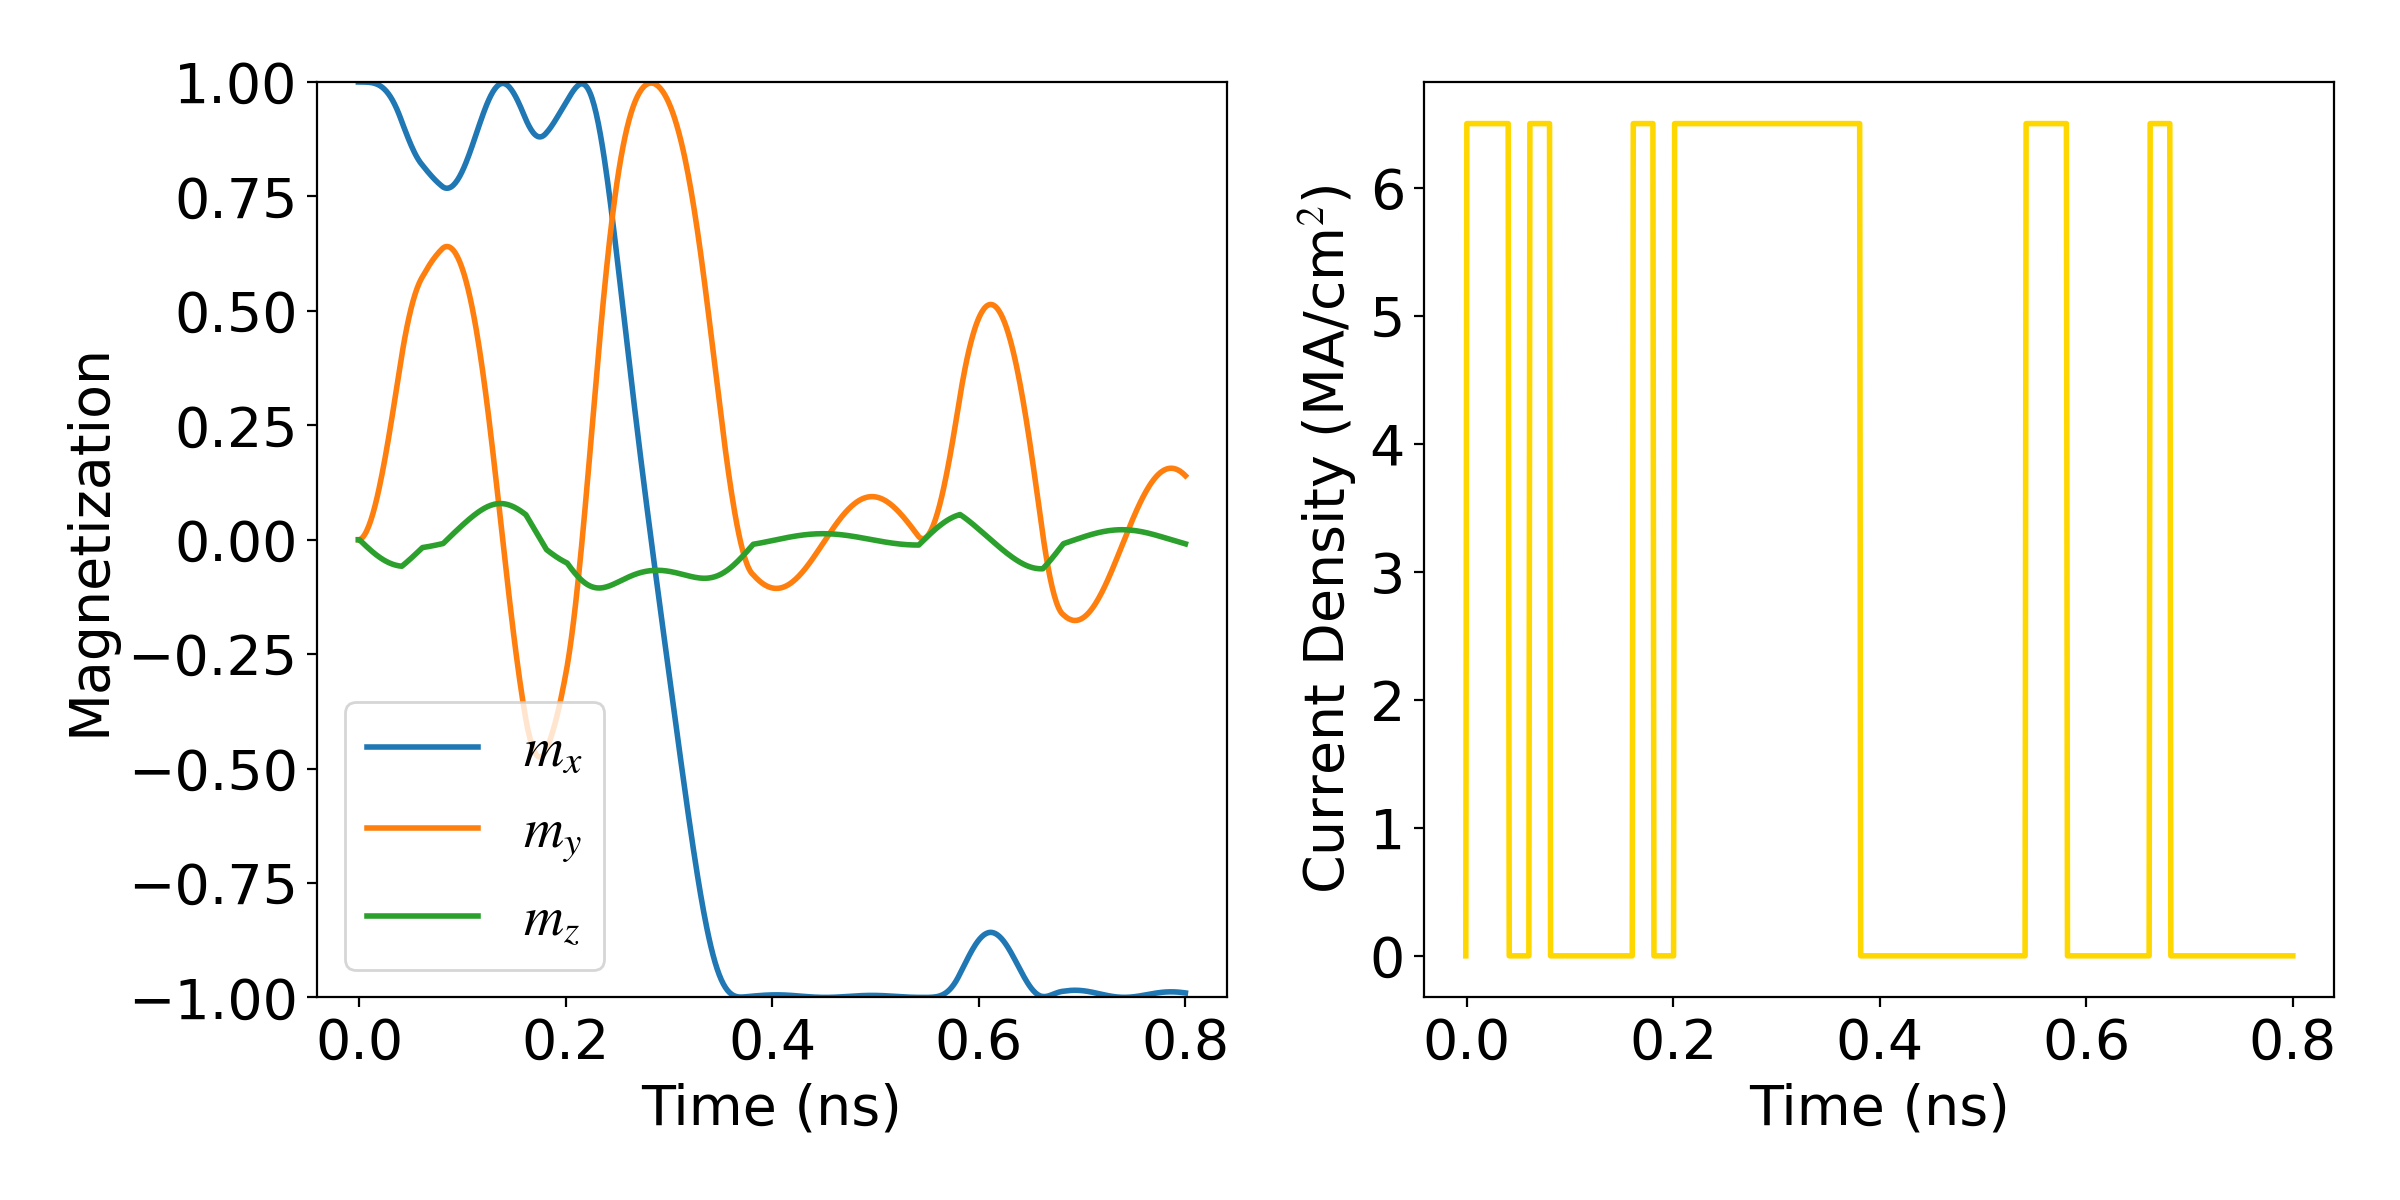 1.00
0.75
0.50
0.25
0.00
−0.25
−0.50
−0.75
−1.00
Magnetization
m_x
m_y
m_z
0.0 0.2 0.4 0.6 0.8
Time (ns)
6
5
4
3
2
1
0
Current Density (MA/cm²)
0.0 0.2 0.4 0.6 0.8
Time (ns)